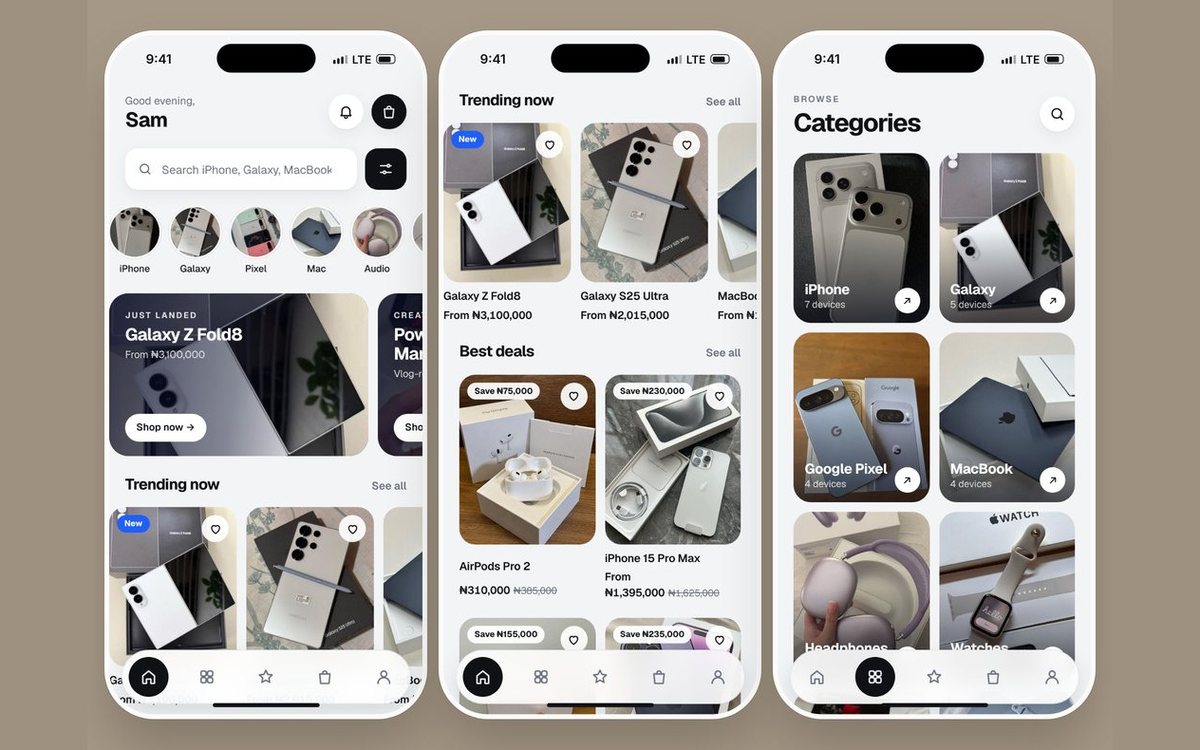 9:41
LTE
Good evening,
Sam
Search iPhone, Galaxy, MacBook
iPhone
Galaxy
Pixel
Mac
Audio
JUST LANDED
Galaxy Z Fold8
From ₦3,100,000
Shop now →
Trending now
See all
New
9:41
LTE
Trending now
See all
New
Galaxy Z Fold8
From ₦3,100,000
Galaxy S25 Ultra
From ₦2,015,000
Best deals
See all
Save ₦75,000
Save ₦230,000
AirPods Pro 2
₦310,000 ₦385,000
iPhone 15 Pro Max
From
₦1,395,000 ₦1,625,000
Save ₦155,000
Save ₦235,000
9:41
LTE
BROWSE
Categories
iPhone
7 devices
Galaxy
5 devices
Google
Google Pixel
4 devices
MacBook
4 devices
WATCH
hello
Headphones
Watches